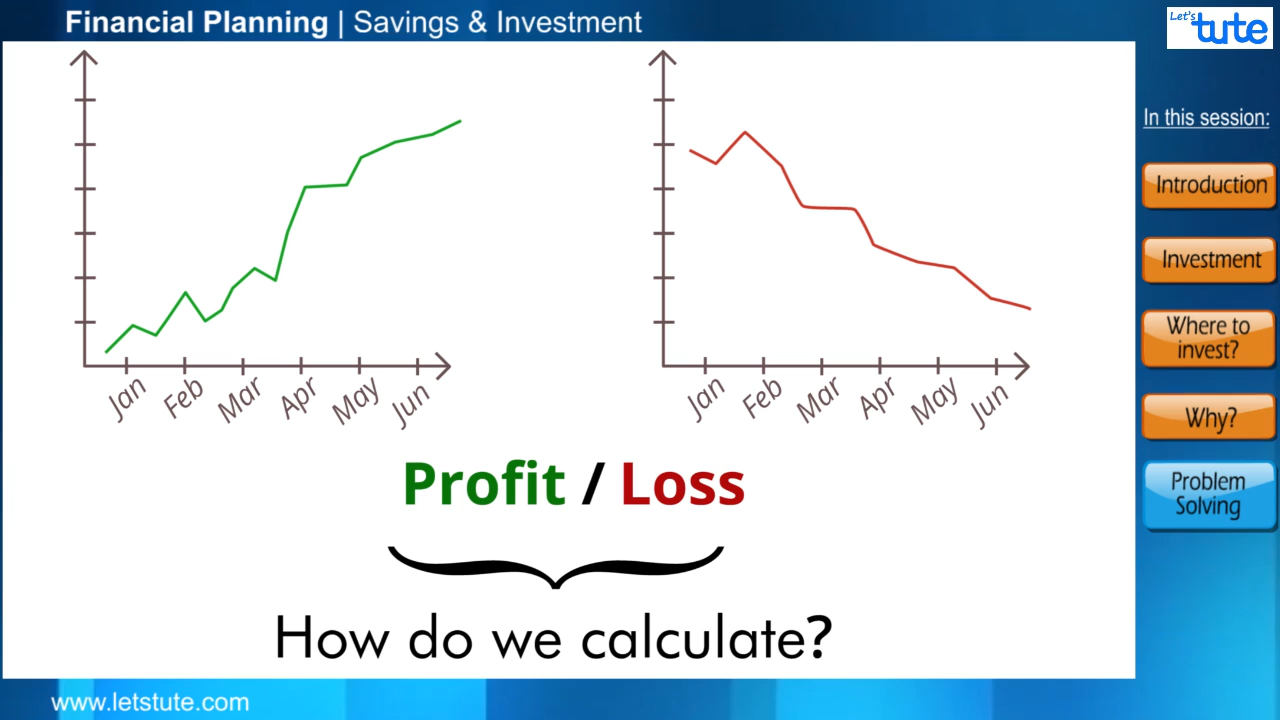 Financial Planning | Savings & Investment
Let's
tute
In this session:
Introduction
Investment
Where to
invest?
Why?
Problem
Solving
Jan Feb Mar Apr May Jun
Jan Feb Mar Apr May Jun
Profit / Loss
How do we calculate?
www.letstute.com